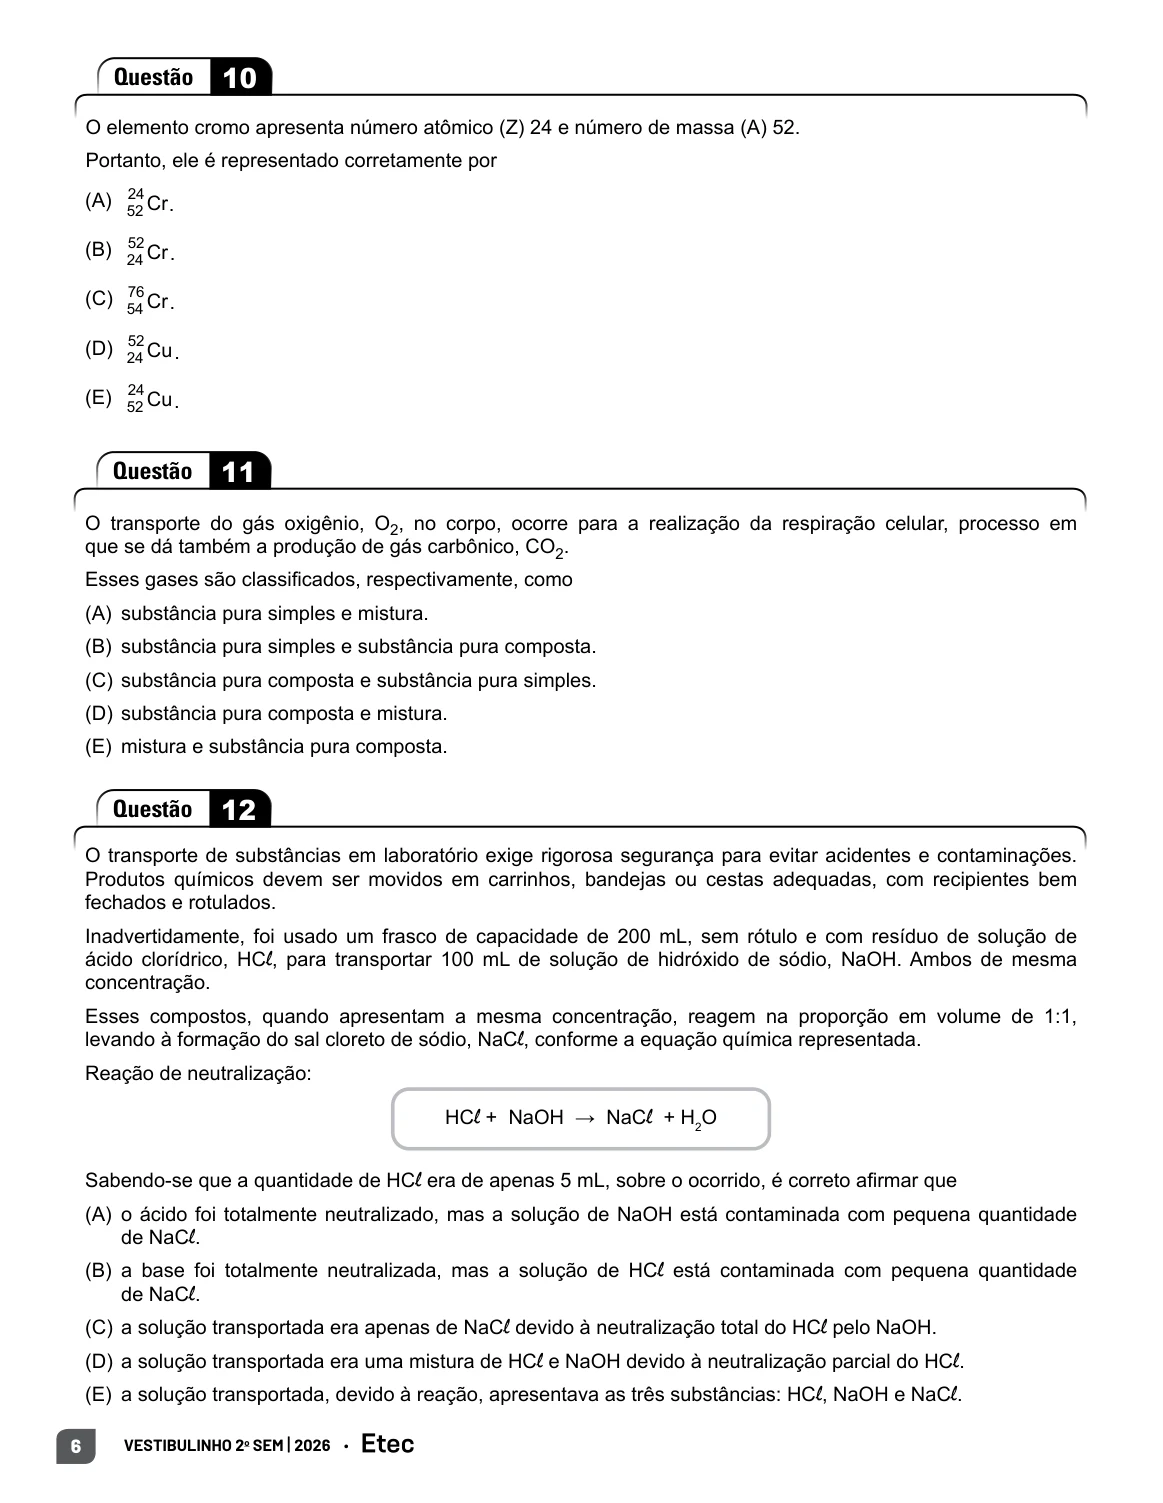 Questão 10
O elemento cromo apresenta número atômico (Z) 24 e número de massa (A) 52.
Portanto, ele é representado corretamente por
(A) ²⁴₅₂Cr.
(B) ⁵²₂₄Cr.
(C) ⁷⁶₅₄Cr.
(D) ⁵²₂₄Cu.
(E) ²⁴₅₂Cu.
Questão 11
O transporte do gás oxigênio, O₂, no corpo, ocorre para a realização da respiração celular, processo em
que se dá também a produção de gás carbônico, CO₂.
Esses gases são classificados, respectivamente, como
(A) substância pura simples e mistura.
(B) substância pura simples e substância pura composta.
(C) substância pura composta e substância pura simples.
(D) substância pura composta e mistura.
(E) mistura e substância pura composta.
Questão 12
O transporte de substâncias em laboratório exige rigorosa segurança para evitar acidentes e contaminações.
Produtos químicos devem ser movidos em carrinhos, bandejas ou cestas adequadas, com recipientes bem
fechados e rotulados.
Inadvertidamente, foi usado um frasco de capacidade de 200 mL, sem rótulo e com resíduo de solução de
ácido clorídrico, HCℓ, para transportar 100 mL de solução de hidróxido de sódio, NaOH. Ambos de mesma
concentração.
Esses compostos, quando apresentam a mesma concentração, reagem na proporção em volume de 1:1,
levando à formação do sal cloreto de sódio, NaCℓ, conforme a equação química representada.
Reação de neutralização:
HCℓ + NaOH → NaCℓ + H₂O
Sabendo-se que a quantidade de HCℓ era de apenas 5 mL, sobre o ocorrido, é correto afirmar que
(A) o ácido foi totalmente neutralizado, mas a solução de NaOH está contaminada com pequena quantidade
de NaCℓ.
(B) a base foi totalmente neutralizada, mas a solução de HCℓ está contaminada com pequena quantidade
de NaCℓ.
(C) a solução transportada era apenas de NaCℓ devido à neutralização total do HCℓ pelo NaOH.
(D) a solução transportada era uma mistura de HCℓ e NaOH devido à neutralização parcial do HCℓ.
(E) a solução transportada, devido à reação, apresentava as três substâncias: HCℓ, NaOH e NaCℓ.
6 VESTIBULINHO 2º SEM | 2026 • Etec